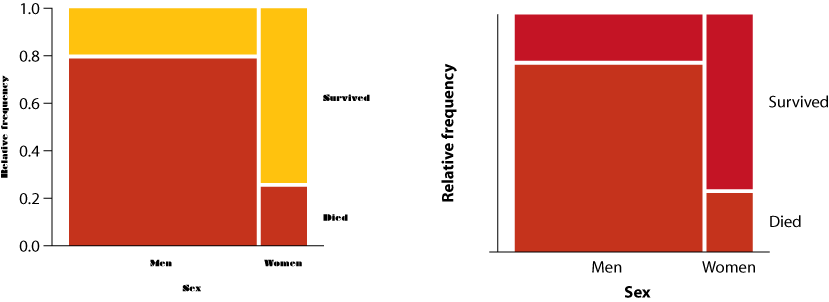 1.0
0.8
0.6
0.4
0.2
0.0
Relative frequency
Survived
Died
Men Women
Sex
Relative frequency
Survived
Died
Men Women
Sex